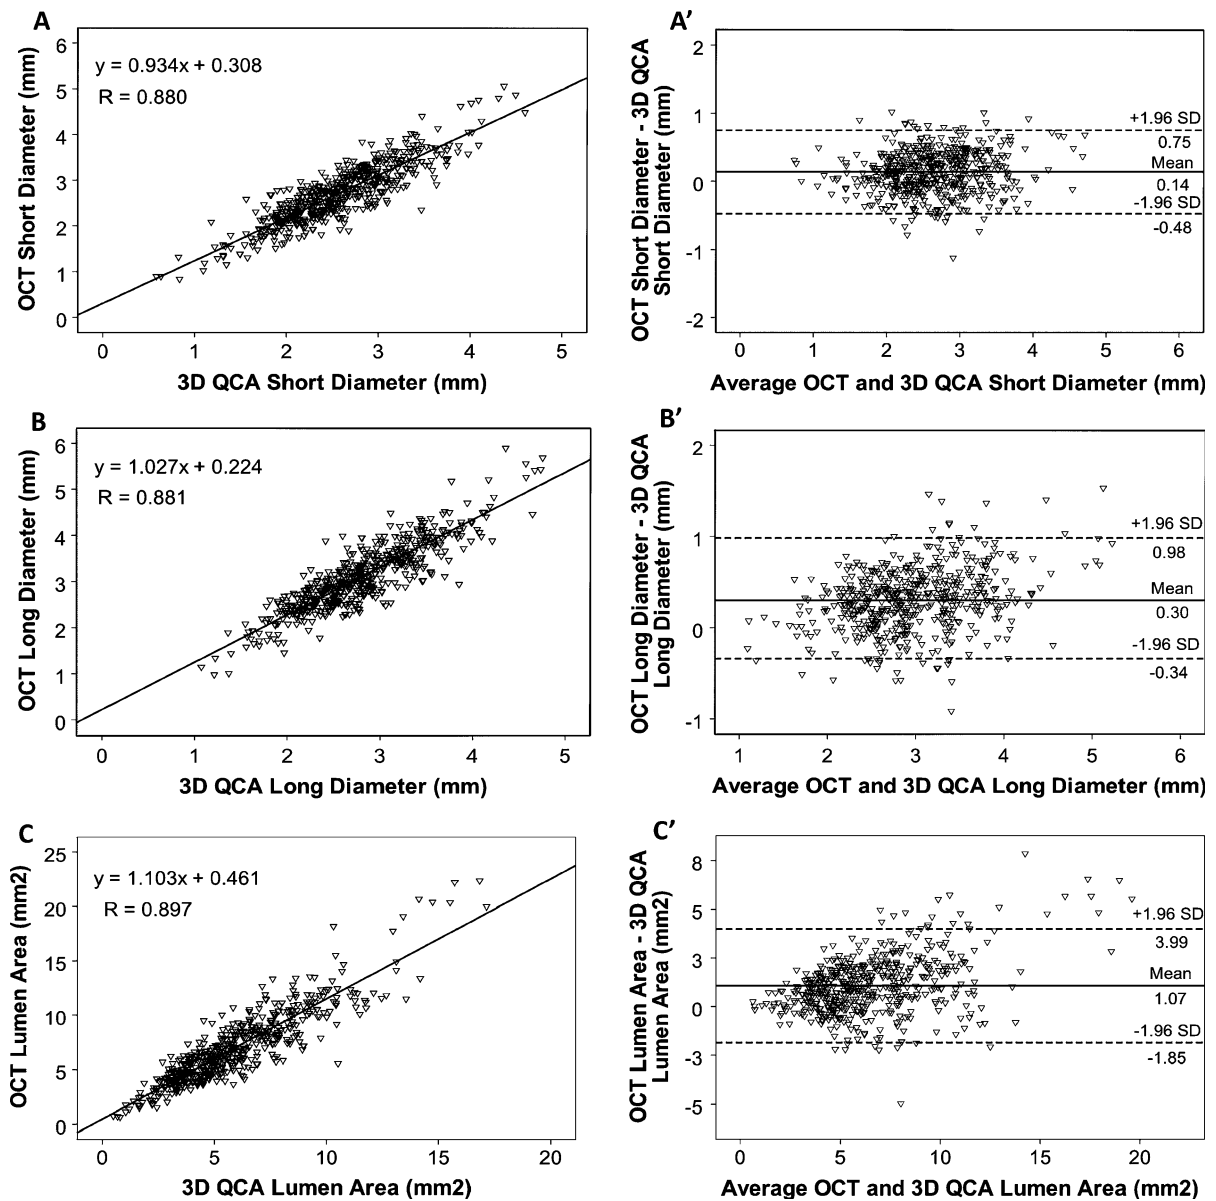 A
OCT Short Diameter (mm)
6
5
4
3
2
1
0
y = 0.934x + 0.308
R = 0.880
0 1 2 3 4 5
3D QCA Short Diameter (mm)
A’
OCT Short Diameter - 3D QCA
Short Diameter (mm)
2
1
0
-1
-2
+1.96 SD
0.75
Mean
0.14
-1.96 SD
-0.48
0 1 2 3 4 5 6
Average OCT and 3D QCA Short Diameter (mm)
B
OCT Long Diameter (mm)
6
5
4
3
2
1
0
y = 1.027x + 0.224
R = 0.881
0 1 2 3 4 5
3D QCA Long Diameter (mm)
B’
OCT Long Diameter - 3D QCA
Long Diameter (mm)
2
1
0
-1
+1.96 SD
0.98
Mean
0.30
-1.96 SD
-0.34
1 2 3 4 5 6
Average OCT and 3D QCA Long Diameter (mm)
C
OCT Lumen Area (mm2)
25
20
15
10
5
0
y = 1.103x + 0.461
R = 0.897
0 5 10 15 20
3D QCA Lumen Area (mm2)
C’
OCT Lumen Area - 3D QCA
Lumen Area (mm2)
8
5
3
0
-3
-5
+1.96 SD
3.99
Mean
1.07
-1.96 SD
-1.85
0 5 10 15 20
Average OCT and 3D QCA Lumen Area (mm2)